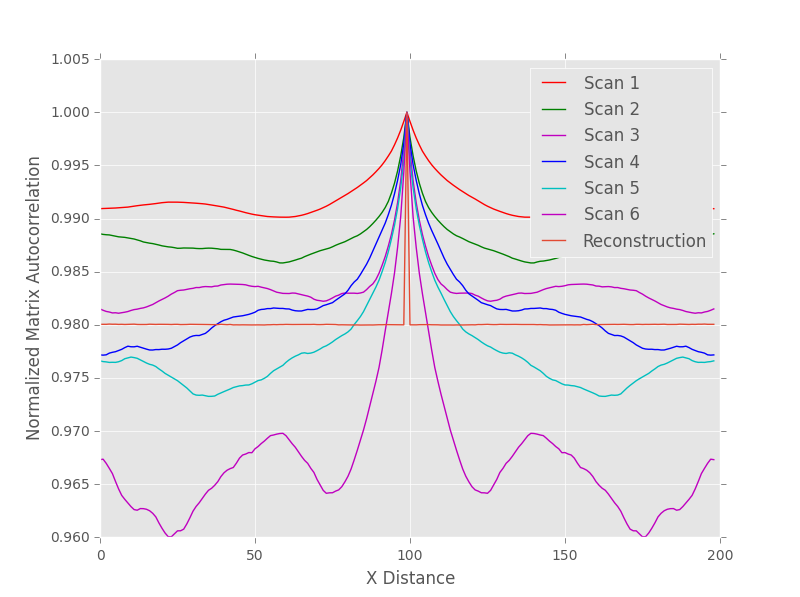 1.005
1.000
0.995
0.990
0.985
0.980
0.975
0.970
0.965
0.960
Normalized Matrix Autocorrelation
Scan 1
Scan 2
Scan 3
Scan 4
Scan 5
Scan 6
Reconstruction
0 50 100 150 200
X Distance